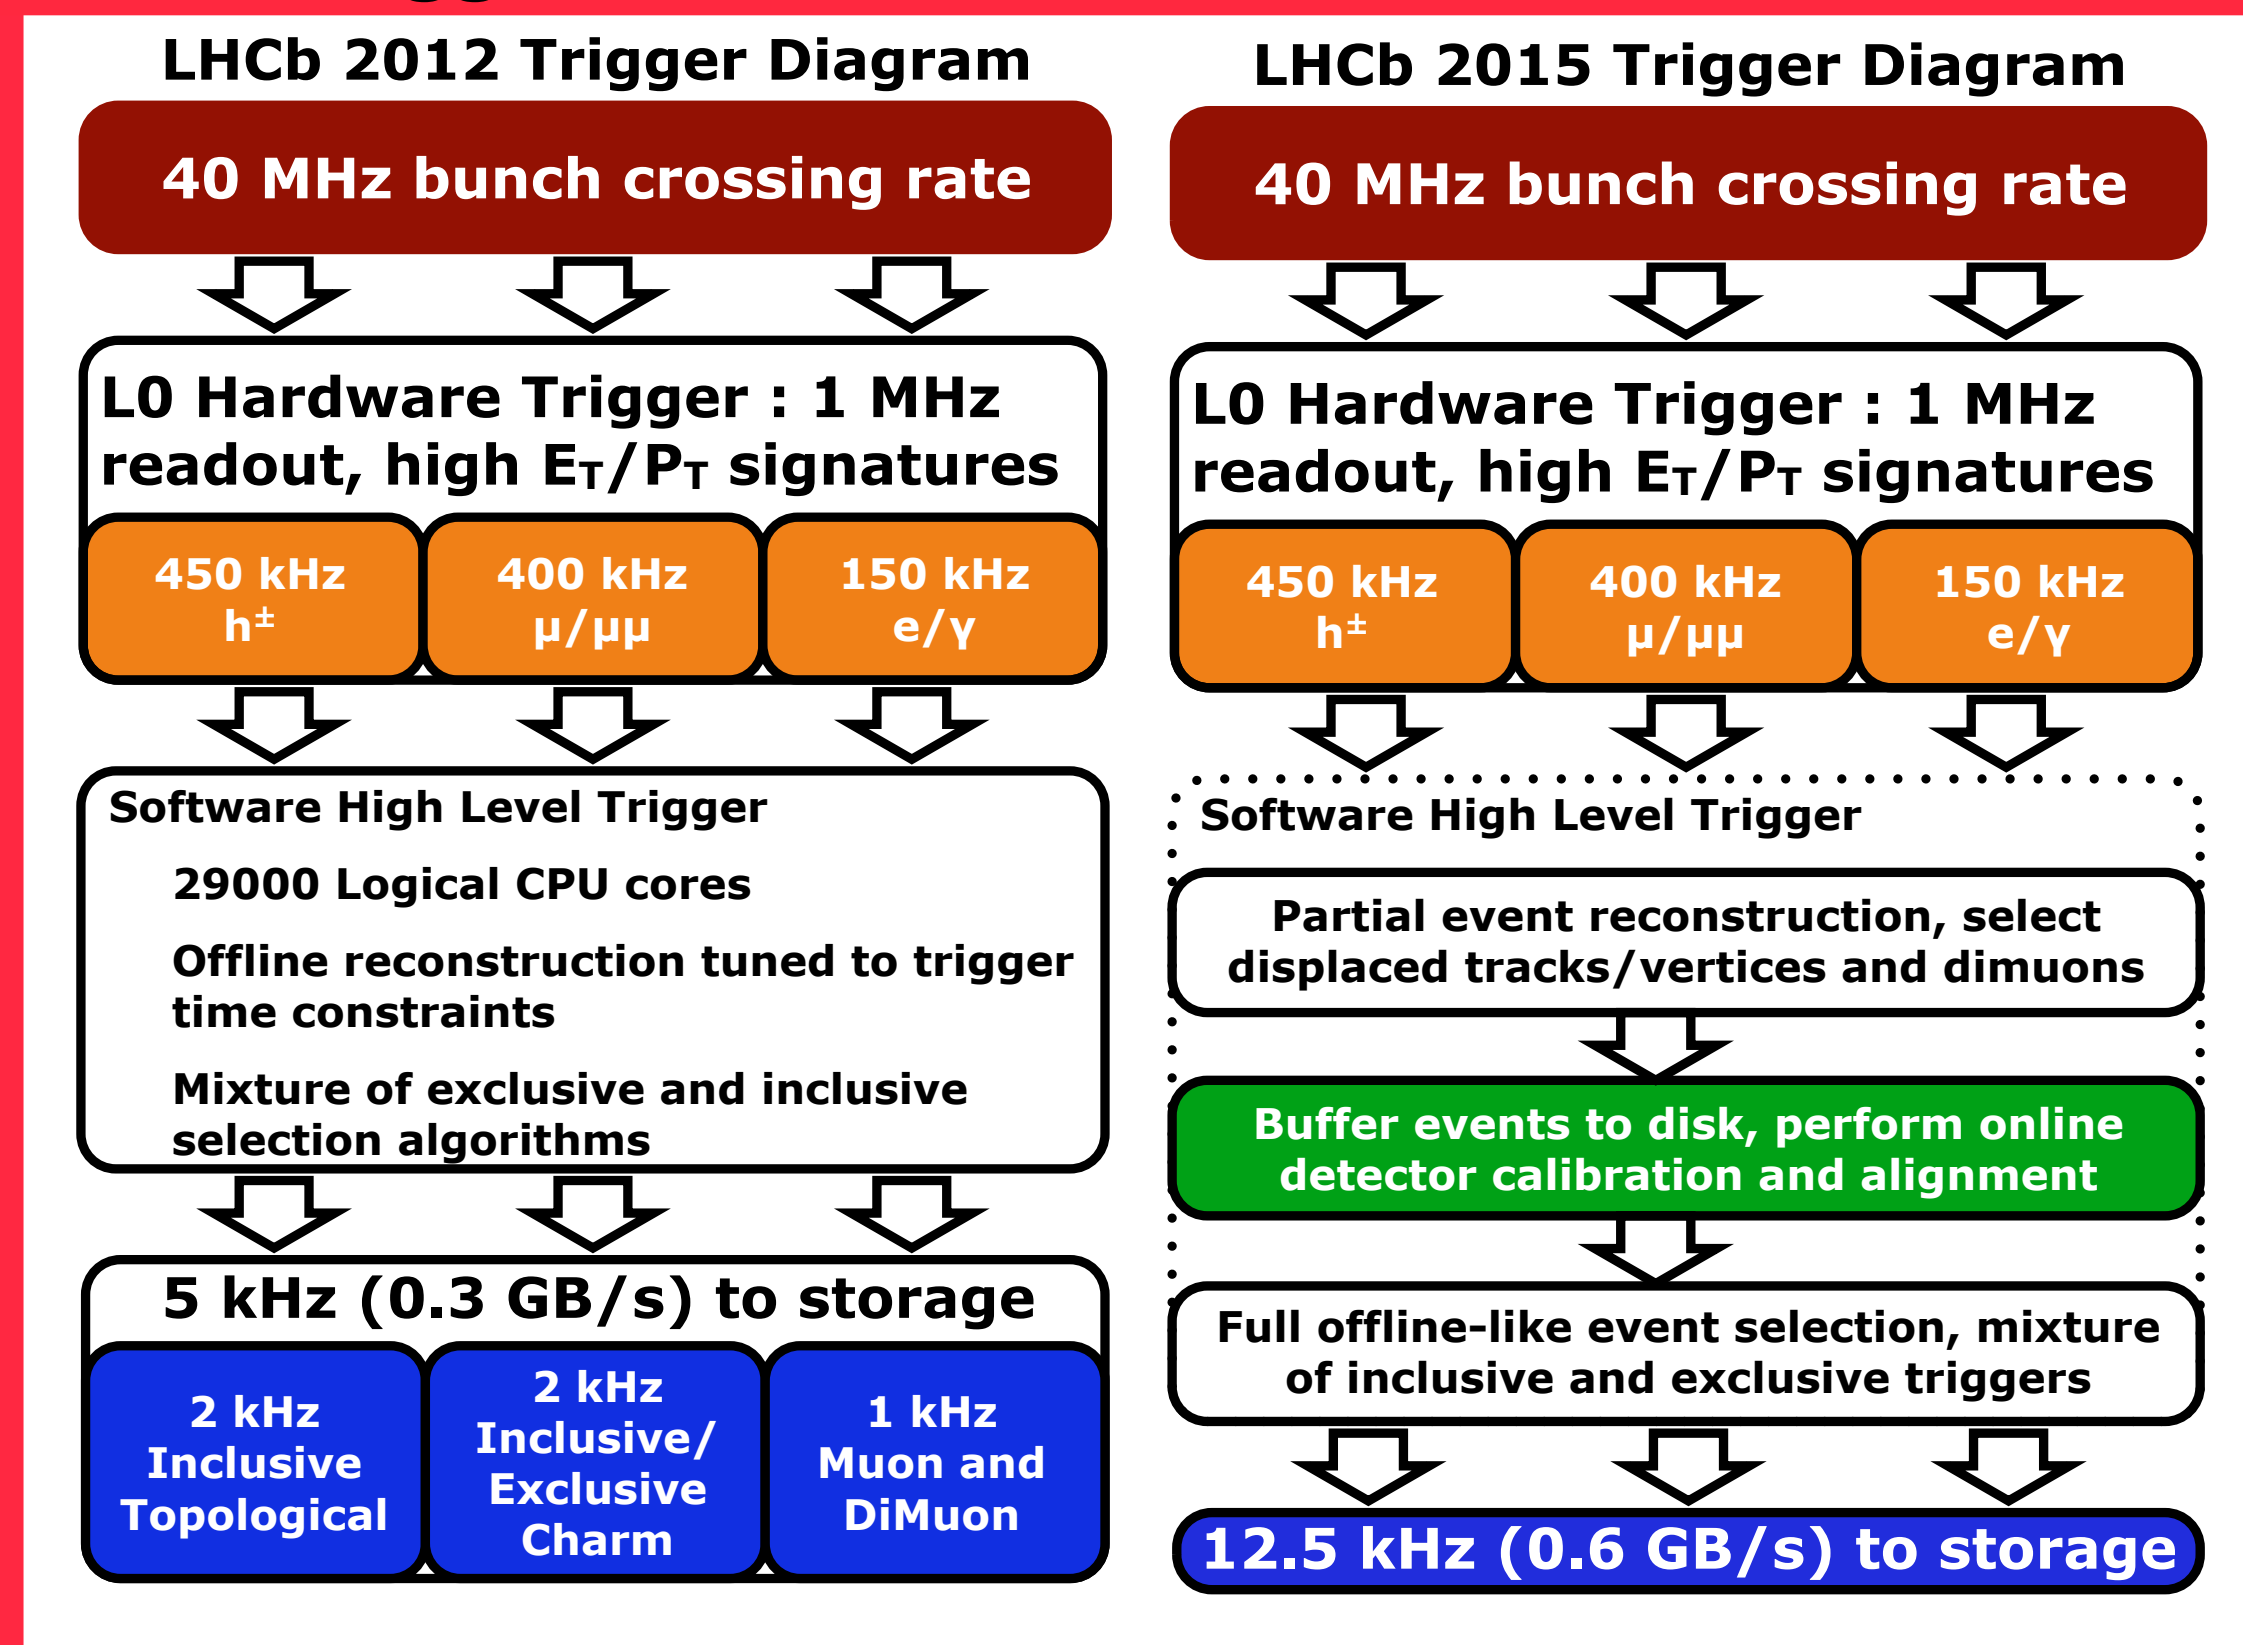 LHCb 2012 Trigger Diagram
40 MHz bunch crossing rate
L0 Hardware Trigger : 1 MHz
readout, high ET/PT signatures
450 kHz
h±
400 kHz
µ/µµ
150 kHz
e/γ
Software High Level Trigger
29000 Logical CPU cores
Offline reconstruction tuned to trigger
time constraints
Mixture of exclusive and inclusive
selection algorithms
5 kHz (0.3 GB/s) to storage
2 kHz
Inclusive
Topological
2 kHz
Inclusive/
Exclusive
Charm
1 kHz
Muon and
DiMuon
LHCb 2015 Trigger Diagram
40 MHz bunch crossing rate
L0 Hardware Trigger : 1 MHz
readout, high ET/PT signatures
450 kHz
h±
400 kHz
µ/µµ
150 kHz
e/γ
Software High Level Trigger
Partial event reconstruction, select
displaced tracks/vertices and dimuons
Buffer events to disk, perform online
detector calibration and alignment
Full offline-like event selection, mixture
of inclusive and exclusive triggers
12.5 kHz (0.6 GB/s) to storage